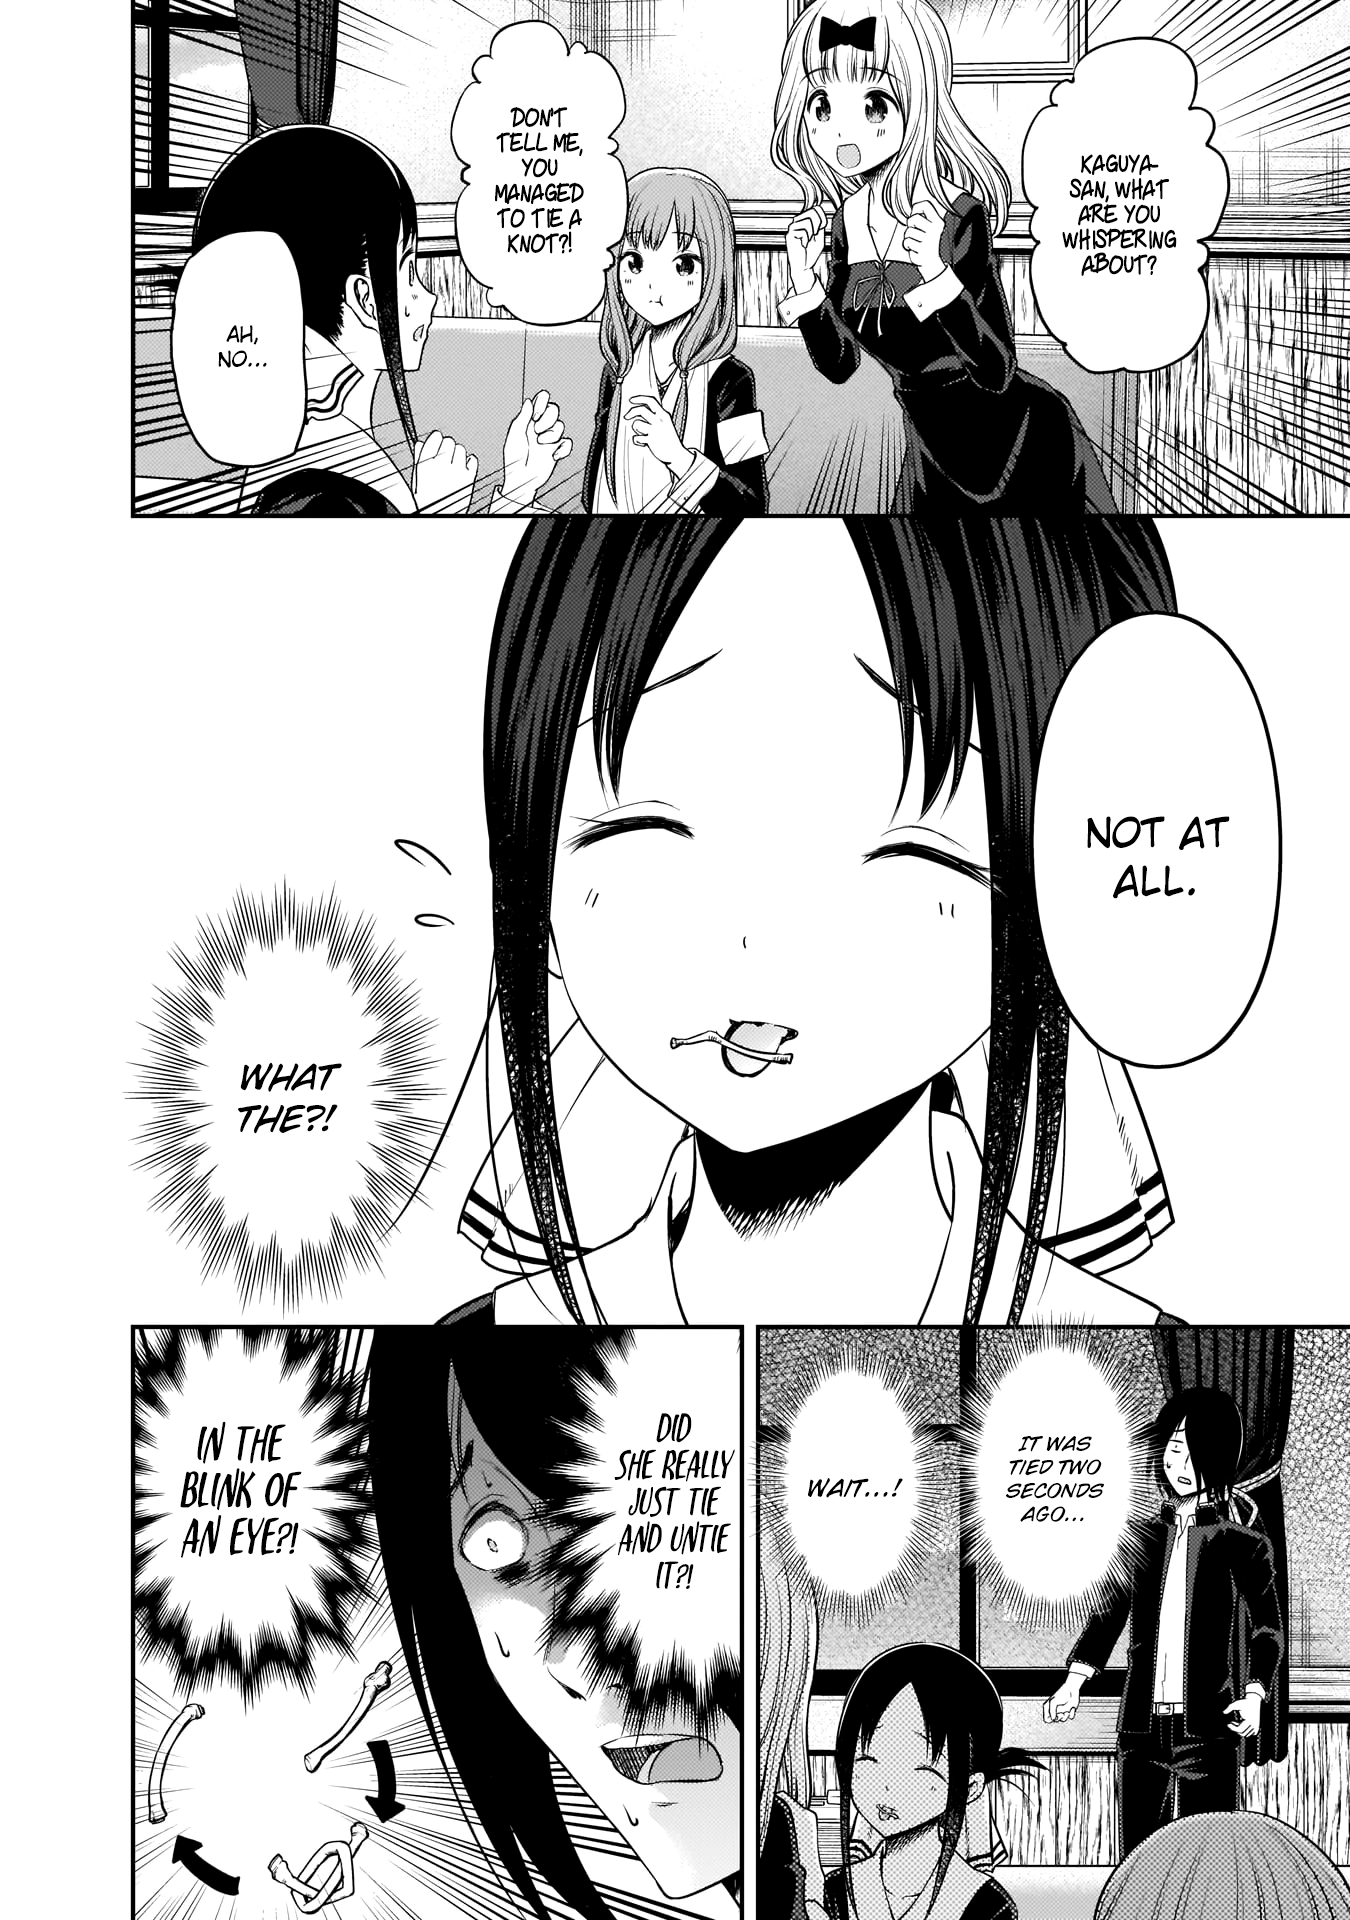 KAGUYA-
SAN, WHAT
ARE YOU
WHISPERING
ABOUT?
DON'T
TELL ME,
YOU
MANAGED
TO TIE A
KNOT?!
AH,
NO...
NOT AT
ALL.
WHAT
THE?!
IT WAS
TIED TWO
SECONDS
AGO...
WAIT...!
DID
SHE REALLY
JUST TIE
AND UNTIE
IT?!
IN THE
BLINK OF
AN EYE?!